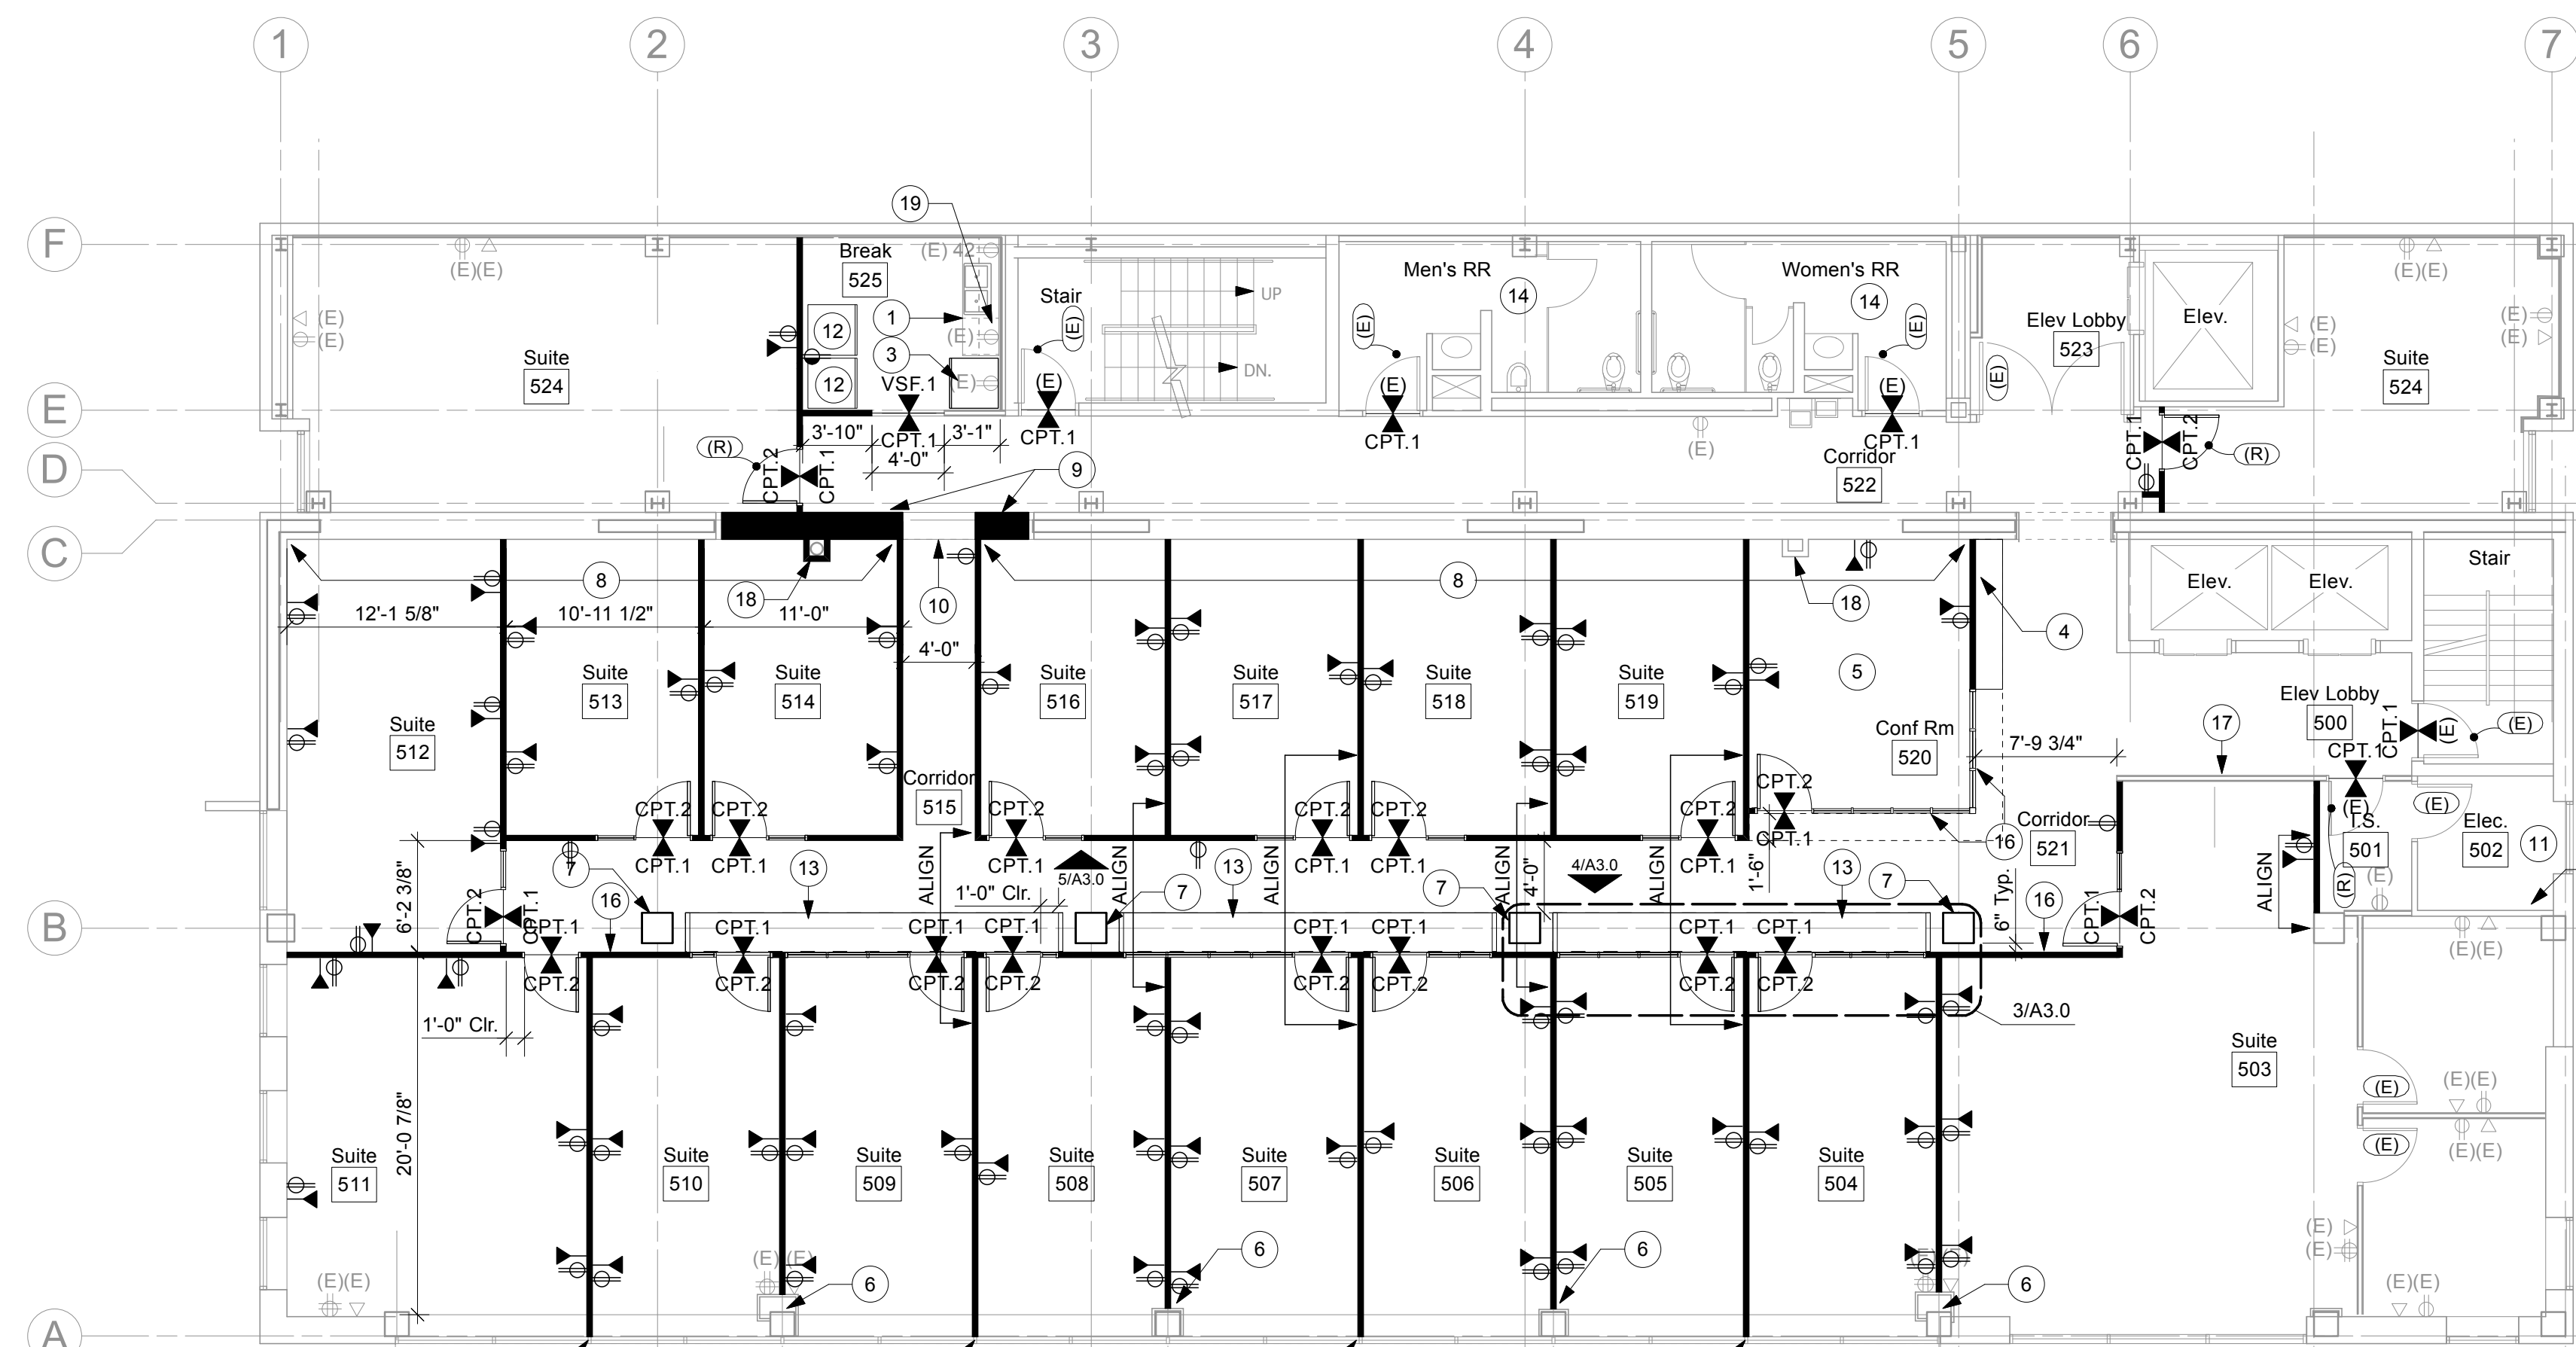 1 2 3 4 5 6 7
19
F
Break
525
(E) 42
(E)(E)
Men's RR
14
Women's RR
14
(E)(E)
UP
Stair
(E)
(E)
(E)
Elev Lobby
523
Elev.
(E)
(E)
1
12
(E)
(E)
(E)
(E)
Suite
524
3
12
VSF.1
(E)
DN.
(E)
Suite
524
(E)
(E)
(E)
E
3'-10"
CPT.1
3'-1"
CPT.1
CPT.1
CPT.1
4'-0"
(R)
CPT.2
CPT.1
9
(E)
Corridor
522
CPT.1
CPT.2
(R)
D
C
8
18
10
8
18
4
Elev.
Elev.
Stair
12'-1 5/8"
10'-11 1/2"
11'-0"
4'-0"
Suite
513
Suite
514
Suite
516
Suite
517
Suite
518
Suite
519
5
Suite
512
Conf Rm
520
7'-9 3/4"
17
Elev Lobby
500
CPT.1
(E)
(E)
CPT.1
Corridor
515
CPT.2
CPT.2
CPT.2
CPT.2
CPT.2
CPT.2
CPT.2
CPT.1
CPT.1
CPT.1
CPT.1
CPT.1
CPT.1
CPT.1
16
Corridor
521
(E)
T.S.
501
(E)
Elec.
502
11
6'-2 3/8"
7
13
ALIGN
5/A3.0
ALIGN
13
ALIGN
ALIGN
4'-0"
4/A3.0
ALIGN
1'-6"
13
7
ALIGN
(R)
(E)
1'-0" Clr.
7
7
16
6" Typ.
16
CPT.2
CPT.1
CPT.1
CPT.2
B
CPT.1
CPT.1
CPT.1
CPT.1
CPT.1
CPT.1
CPT.1
CPT.1
CPT.2
CPT.2
CPT.2
CPT.2
CPT.2
CPT.2
CPT.2
CPT.2
(E)(E)
1'-0" Clr.
3/A3.0
20'-0 7/8"
Suite
503
(E)
(E)(E)
(E)
(E)(E)
Suite
511
Suite
510
Suite
509
Suite
508
Suite
507
Suite
506
Suite
505
Suite
504
(E)(E)
(E) (E)
6
6
6
6
(E)
(E)
(E)(E)
A